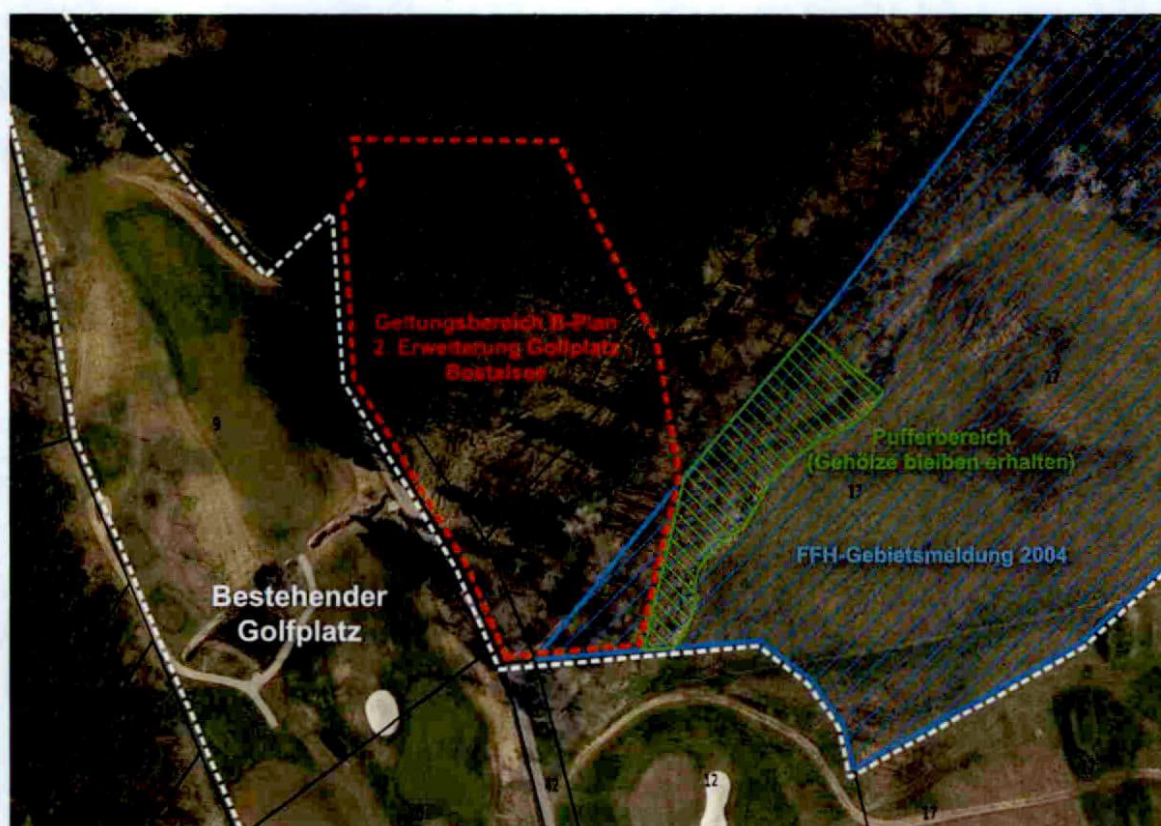 Geltungsbereich B-Plan
2. Erweiterung Golfplatz
Bostalsee
9
Pufferbereich
(Gehölze bleiben erhalten)
17
FFH-Gebietsmeldung 2004
Bestehender
Golfplatz
12
17